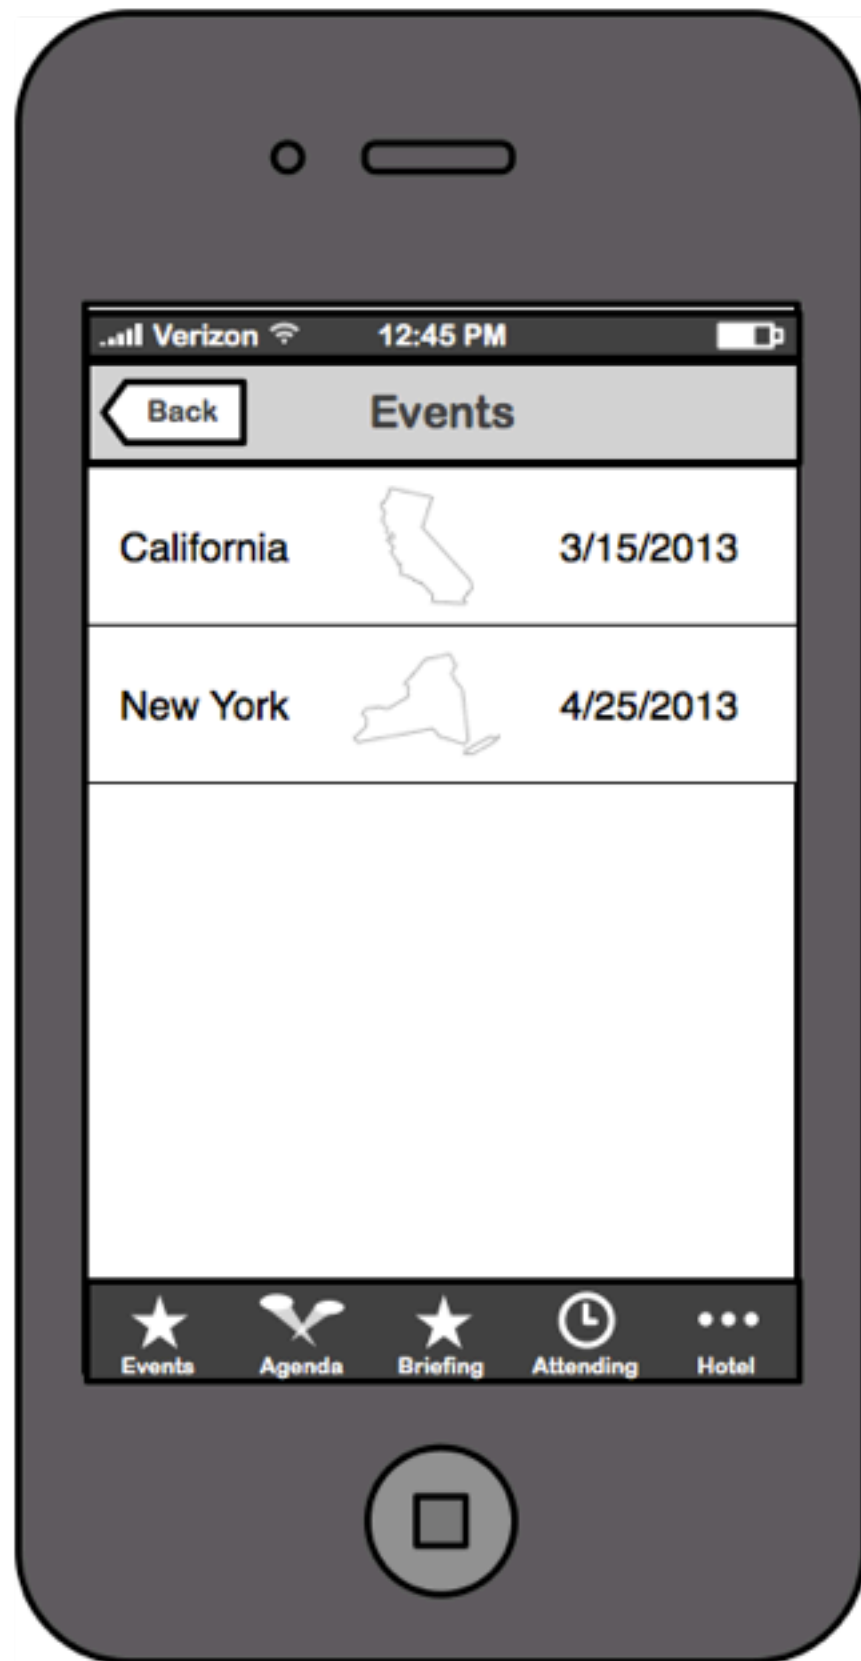 Verizon 12:45 PM
Back Events
California 3/15/2013
New York 4/25/2013
Events Agenda Briefing Attending Hotel